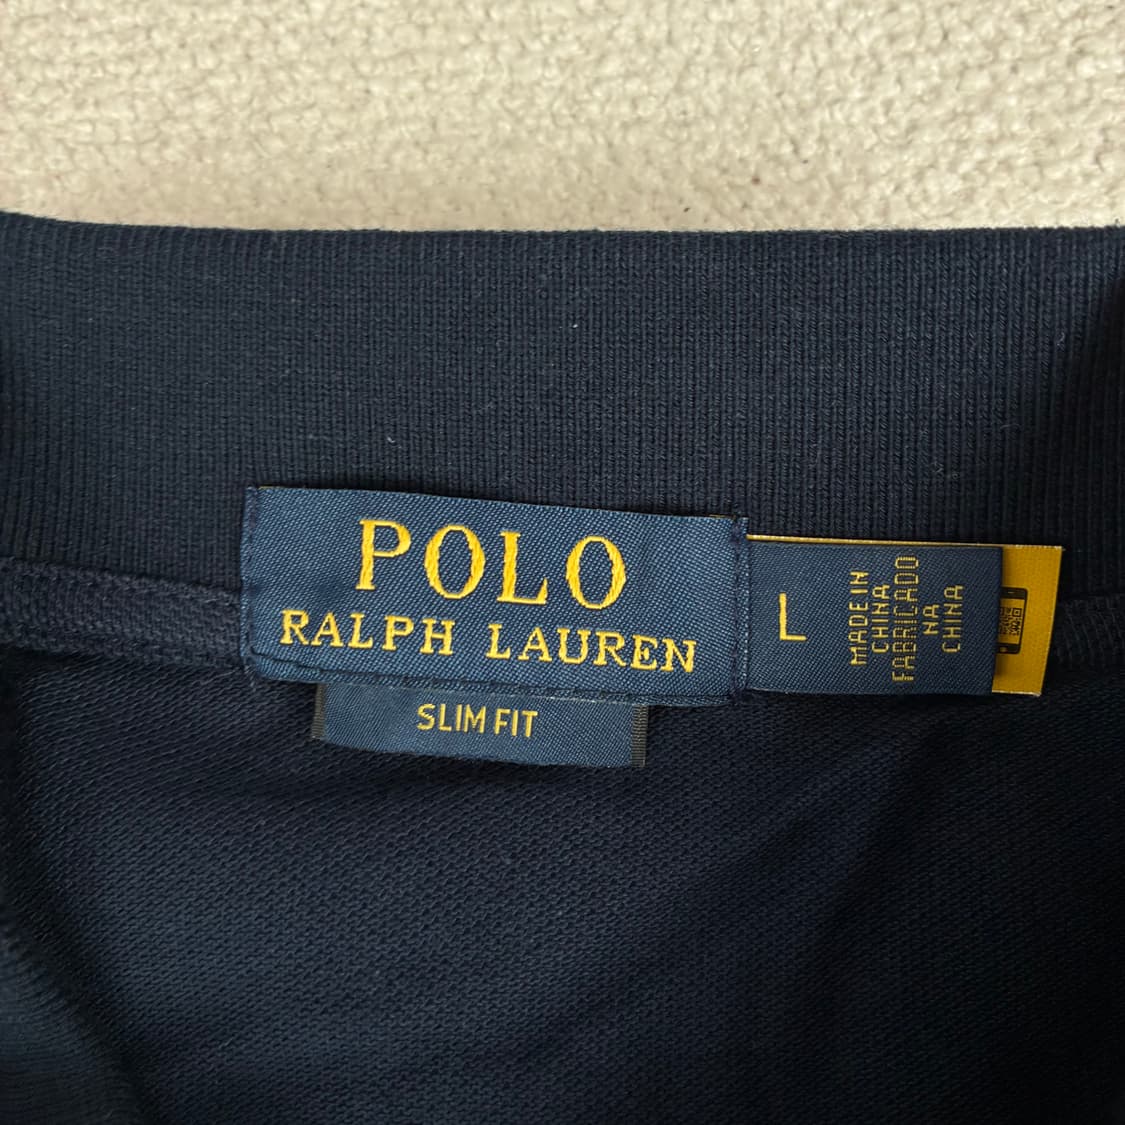 POLO
RALPH LAUREN
SLIM FIT
L
MADE IN
CHINA
FABRICADO
NA
CHINA